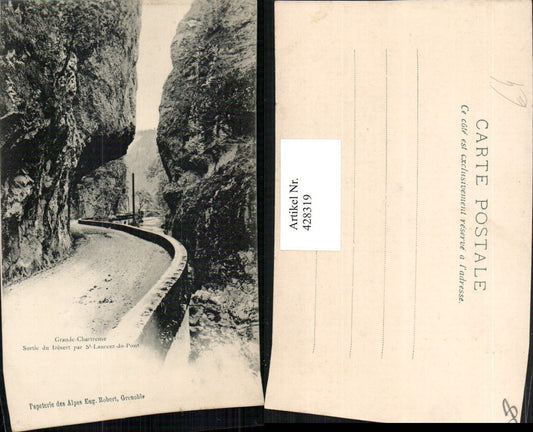 Grande-Chartreuse
Sortie du Désert par St-Laurent-du-Pont
Papeterie des Alpes Eug. Robert, Grenoble
Artikel Nr.
428319
CARTE POSTALE
Ce côté est exclusivement réservé à l'adresse.